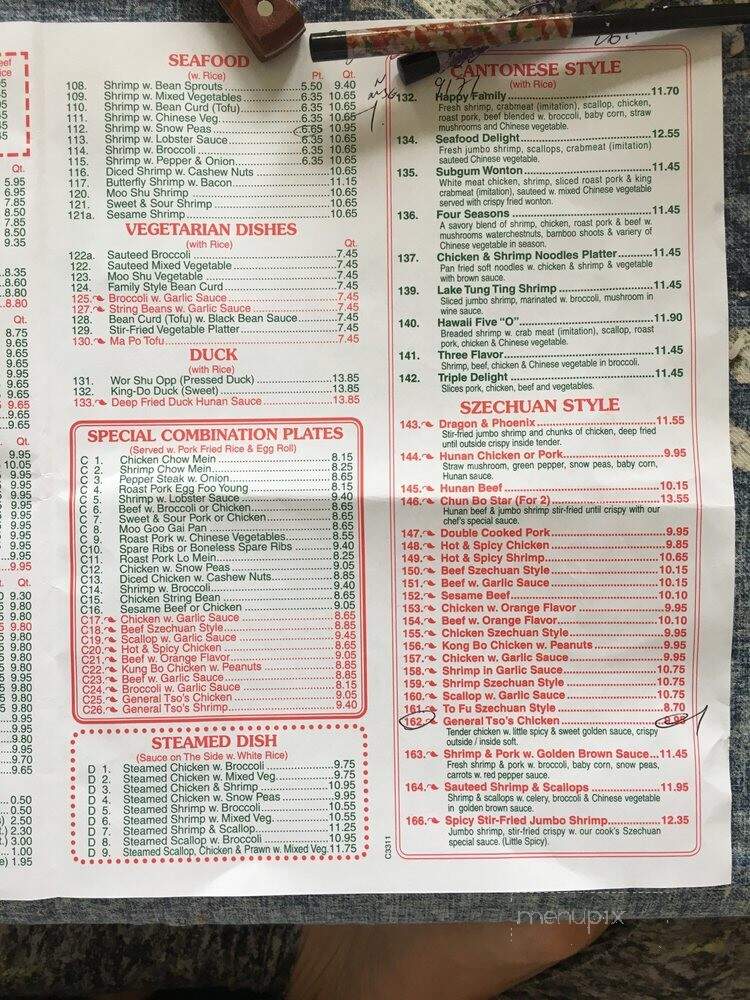 SEAFOOD
(w. Rice) Pt. Qt.
108. Shrimp w. Bean Sprouts 5.50 9.40
109. Shrimp w. Mixed Vegetables 6.35 10.65
110. Shrimp w. Bean Curd (Tofu) 6.35 10.65
111. Shrimp w. Chinese Veg. 6.35 10.65
112. Shrimp w. Snow Peas 6.65 10.95
113. Shrimp w. Lobster Sauce 6.35 10.65
114. Shrimp w. Broccoli 6.35 10.65
115. Shrimp w. Pepper & Onion 6.35 10.65
116. Diced Shrimp w. Cashew Nuts 10.65
117. Butterfly Shrimp w. Bacon 11.15
120. Moo Shu Shrimp 10.65
121. Sweet & Sour Shrimp 10.65
121a. Sesame Shrimp 10.65
VEGETARIAN DISHES
(with Rice) Qt.
122a. Sauteed Broccoli 7.45
122. Sauteed Mixed Vegetable 7.45
123. Moo Shu Vegetable 7.45
124. Family Style Bean Curd 7.45
125. Broccoli w. Garlic Sauce 7.45
127. String Beans w. Garlic Sauce 7.45
128. Bean Curd (Tofu) w. Black Bean Sauce 7.45
129. Stir-Fried Vegetable Platter 7.45
130. Ma Po Tofu 7.45
DUCK
(with Rice)
131. Wor Shu Opp (Pressed Duck) 13.85
132. King-Do Duck (Sweet) 13.85
133. Deep Fried Duck Hunan Sauce 13.85
SPECIAL COMBINATION PLATES
(Served w. Pork Fried Rice & Egg Roll)
C 1. Chicken Chow Mein 8.15
C 2. Shrimp Chow Mein 8.25
C 3. Pepper Steak w. Onion 8.65
C 4. Roast Pork Egg Foo Young 8.15
C 5. Shrimp w. Lobster Sauce 9.40
C 6. Beef w. Broccoli or Chicken 8.65
C 7. Sweet & Sour Pork or Chicken 8.65
C 8. Moo Goo Gai Pan 8.65
C 9. Roast Pork w. Chinese Vegetables 8.55
C10. Spare Ribs or Boneless Spare Ribs 9.40
C11. Roast Pork Lo Mein 8.25
C12. Chicken w. Snow Peas 9.05
C13. Diced Chicken w. Cashew Nuts 8.85
C14. Shrimp w. Broccoli 9.40
C15. Chicken String Bean 8.65
C16. Sesame Beef or Chicken 9.05
C17. Chicken w. Garlic Sauce 8.65
C18. Beef Szechuan Style 8.85
C19. Scallop w. Garlic Sauce 9.45
C20. Hot & Spicy Chicken 8.65
C21. Beef w. Orange Flavor 9.05
C22. Kung Bo Chicken w. Peanuts 8.65
C23. Beef w. Garlic Sauce 8.85
C24. Broccoli w. Garlic Sauce 8.15
C25. General Tso's Chicken 9.05
C26. General Tso's Shrimp 9.40
STEAMED DISH
(Sauce on The Side w. White Rice)
D 1. Steamed Chicken w. Broccoli 9.75
D 2. Steamed Chicken w. Mixed Veg. 9.75
D 3. Steamed Chicken & Shrimp 10.95
D 4. Steamed Chicken w. Snow Peas 9.95
D 5. Steamed Shrimp w. Broccoli 10.55
D 6. Steamed Shrimp w. Mixed Veg. 10.55
D 7. Steamed Shrimp & Scallop 11.25
D 8. Steamed Scallop w. Broccoli 10.95
D 9. Steamed Scallop, Chicken & Prawn w. Mixed Veg. 11.75
C3311
CANTONESE STYLE
(with Rice)
132. Happy Family 11.70
Fresh shrimp, crabmeat (imitation), scallop, chicken,
roast pork, beef blended w. broccoli, baby corn, straw
mushrooms and Chinese vegetable.
134. Seafood Delight 12.55
Fresh jumbo shrimp, scallops, crabmeat (imitation)
sauteed Chinese vegetable.
135. Subgum Wonton 11.45
White meat chicken, shrimp, sliced roast pork & king
crabmeat (imitation), sauteed w. mixed Chinese vegetable
served with crispy fried wonton.
136. Four Seasons 11.45
A savory blend of shrimp, chicken, roast pork & beef w.
mushrooms waterchestnuts, bamboo shoots & variety of
Chinese vegetable in season.
137. Chicken & Shrimp Noodles Platter 11.45
Pan fried soft noodles w. chicken & shrimp & vegetable
with brown sauce.
139. Lake Tung Ting Shrimp 11.45
Sliced jumbo shrimp, marinated w. broccoli, mushroom in
wine sauce.
140. Hawaii Five "O" 11.90
Breaded shrimp w. crab meat (imitation), scallop, roast
pork, chicken & Chinese vegetable.
141. Three Flavor 11.45
Shrimp, beef, chicken & Chinese vegetable in broccoli.
142. Triple Delight 11.45
Slices pork, chicken, beef and vegetables.
SZECHUAN STYLE
143. Dragon & Phoenix 11.55
Stir-fried jumbo shrimp and chunks of chicken, deep fried
until outside crispy inside tender.
144. Hunan Chicken or Pork 9.95
Straw mushroom, green pepper, snow peas, baby corn,
Hunan sauce.
145. Hunan Beef 10.15
146. Chun Bo Star (For 2) 13.55
Hunan beef & jumbo shrimp stir-fried until crispy with our
chef's special sauce.
147. Double Cooked Pork 9.95
148. Hot & Spicy Chicken 9.85
149. Hot & Spicy Shrimp 10.65
150. Beef Szechuan Style 10.15
151. Beef w. Garlic Sauce 10.15
152. Sesame Beef 10.10
153. Chicken w. Orange Flavor 9.95
154. Beef w. Orange Flavor 10.10
155. Chicken Szechuan Style 9.95
156. Kong Bo Chicken w. Peanuts 9.95
157. Chicken w. Garlic Sauce 9.95
158. Shrimp in Garlic Sauce 10.75
159. Shrimp Szechuan Style 10.75
160. Scallop w. Garlic Sauce 10.75
161. To Fu Szechuan Style 8.70
162. General Tso's Chicken 9.95
Tender chicken w. little spicy & sweet golden sauce, crispy
outside / inside soft.
163. Shrimp & Pork w. Golden Brown Sauce 11.45
Fresh shrimp & pork w. broccoli, baby corn, snow peas,
carrots w. red pepper sauce.
164. Sauteed Shrimp & Scallops 11.95
Shrimp & scallops w. celery, broccoli & Chinese vegetable
in golden brown sauce.
166. Spicy Stir-Fried Jumbo Shrimp 12.35
Jumbo shrimp, stir-fried crispy w. our cook's Szechuan
special sauce. (Little Spicy).
menupix